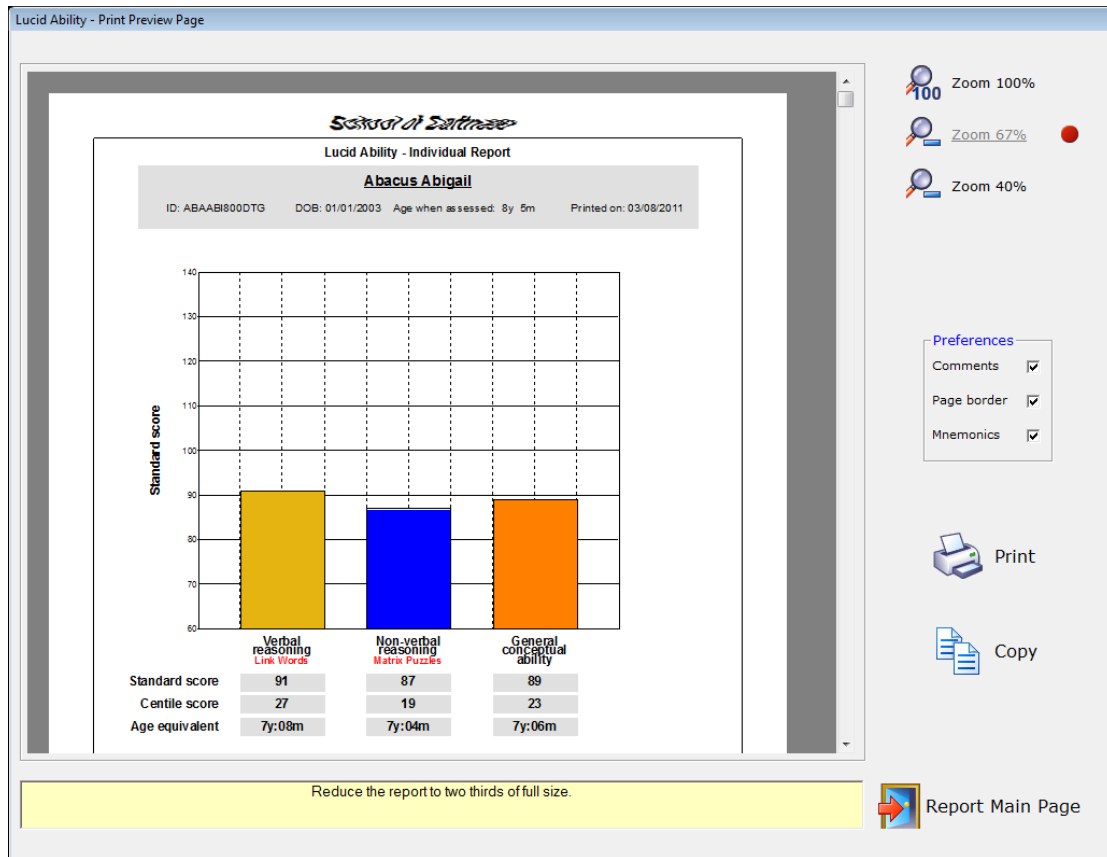 Lucid Ability - Print Preview Page
School of
Lucid Ability - Individual Report
Abacus Abigail
ID: ABAABI800DTG DOB: 01/01/2003 Age when assessed: 8y 5m Printed on: 03/08/2011
140
130
120
110
100
90
80
70
60
Standard score
Verbal reasoning
Link Words
Non-verbal reasoning
Matrix Puzzles
General conceptual ability
Standard score 91 87 89
Centile score 27 19 23
Age equivalent 7y:08m 7y:04m 7y:06m
100 Zoom 100%
Zoom 67%
Zoom 40%
Preferences
Comments
Page border
Mnemonics
Print
Copy
Reduce the report to two thirds of full size.
Report Main Page